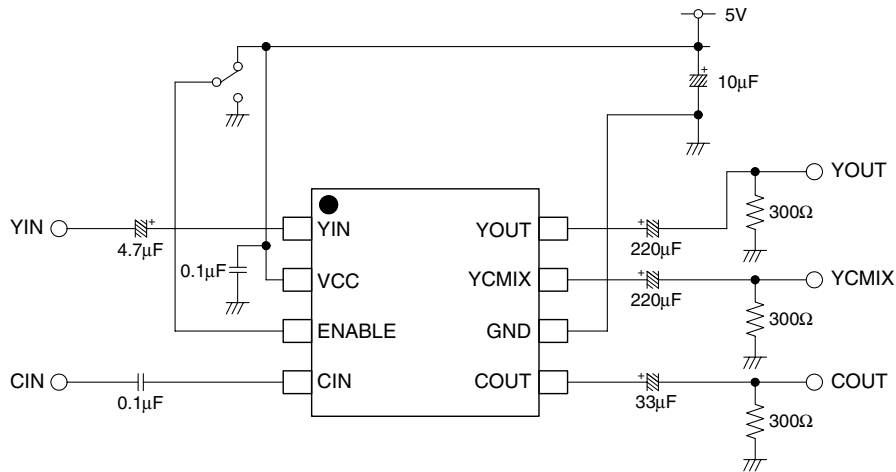 5V
10μF
YOUT
300Ω
YIN
4.7μF
YIN
YOUT
220μF
0.1μF
VCC
YCMIX
220μF
YCMIX
300Ω
ENABLE
GND
CIN
0.1μF
CIN
COUT
33μF
COUT
300Ω